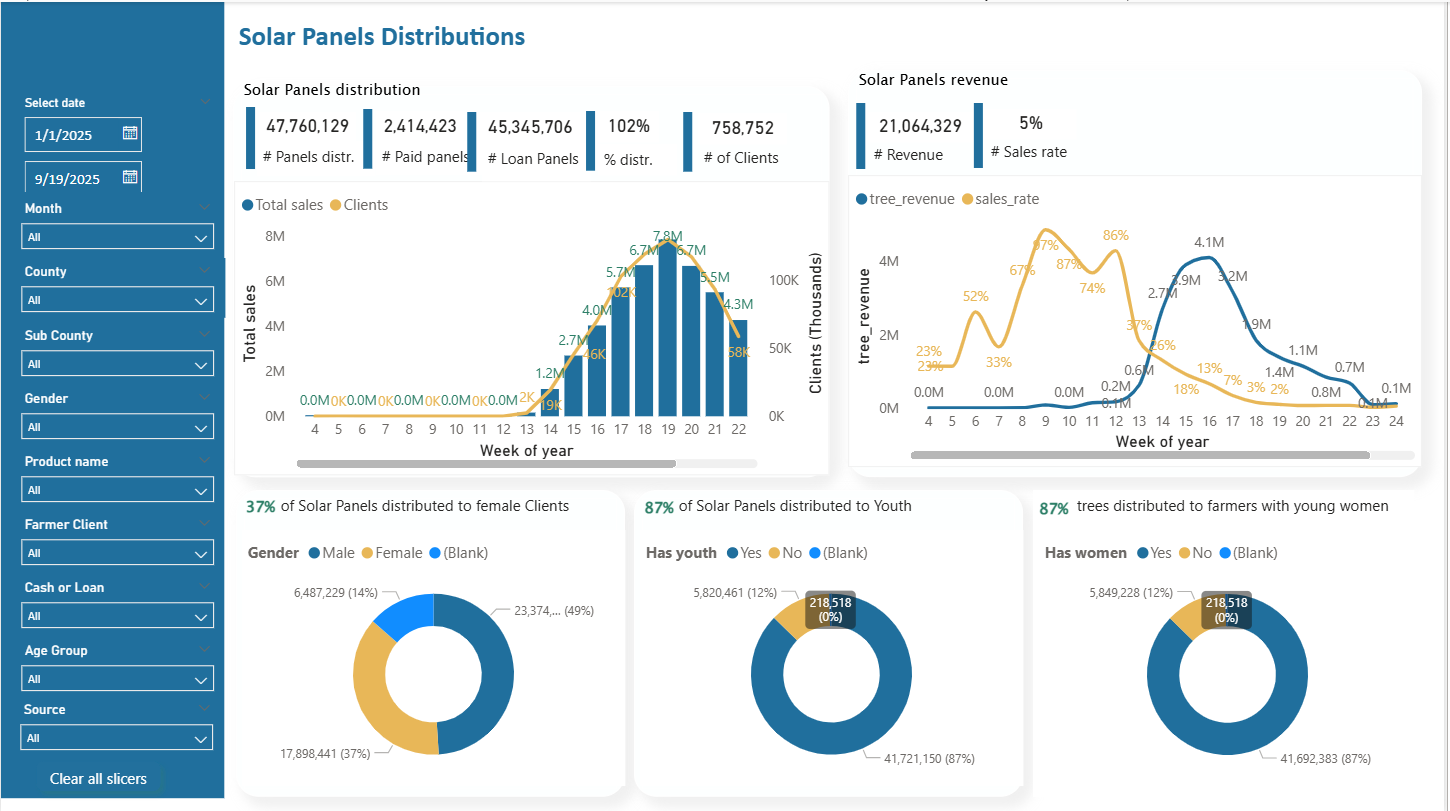 Solar Panels Distributions
Select date
1/1/2025
9/19/2025
Month
All
County
All
Sub County
All
Gender
All
Product name
All
Farmer Client
All
Cash or Loan
All
Age Group
All
Source
All
Clear all slicers
Solar Panels distribution
47,760,129
# Panels distr.
2,414,423
# Paid panels
45,345,706
# Loan Panels
102%
% distr.
758,752
# of Clients
Total sales Clients
Total sales
8M
6M
4M
2M
0M
0.0M 0K 0.0M 0K 0.0M 0K 0.0M 0K 0.0M 2K
1.2M
19K
2.7M
4.0M
46K
5.7M
102K
6.7M
7.8M
6.7M
5.5M
4.3M
58K
100K
50K
0K
Clients (Thousands)
4 5 6 7 8 9 10 11 12 13 14 15 16 17 18 19 20 21 22
Week of year
Solar Panels revenue
21,064,329
# Revenue
5%
# Sales rate
tree_revenue sales_rate
tree_revenue
4M
2M
0M
23%
23%
52%
33%
67%
97%
87%
74%
86%
37%
26%
18%
13%
7%
3%
2%
0.0M
0.0M
0.0M
0.2M
0.1M
0.6M
2.7M
3.9M
4.1M
3.2M
1.9M
1.4M
1.1M
0.8M
0.7M
0.1M
0.1M
4 5 6 7 8 9 10 11 12 13 14 15 16 17 18 19 20 21 22 23 24
Week of year
37% of Solar Panels distributed to female Clients
Gender Male Female (Blank)
6,487,229 (14%)
23,374,... (49%)
17,898,441 (37%)
87% of Solar Panels distributed to Youth
Has youth Yes No (Blank)
5,820,461 (12%)
218,518
(0%)
41,721,150 (87%)
87% trees distributed to farmers with young women
Has women Yes No (Blank)
5,849,228 (12%)
218,518
(0%)
41,692,383 (87%)